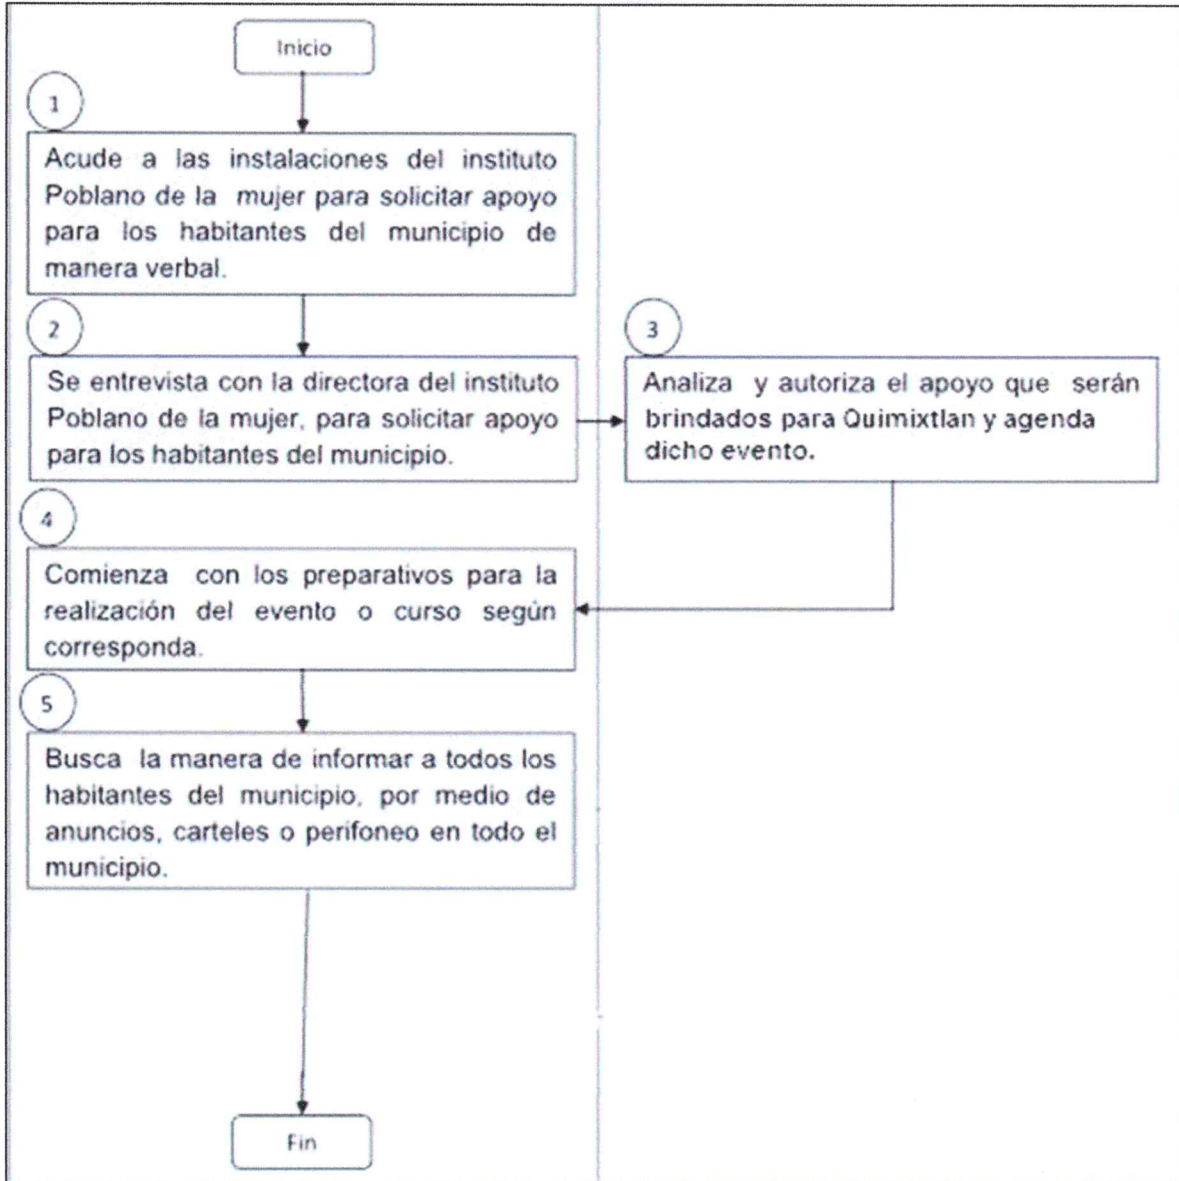 Inicio
1
Acude a las instalaciones del instituto
Poblano de la mujer para solicitar apoyo
para los habitantes del municipio de
manera verbal.
2
Se entrevista con la directora del instituto
Poblano de la mujer, para solicitar apoyo
para los habitantes del municipio.
3
Analiza y autoriza el apoyo que serán
brindados para Quimixtlan y agenda
dicho evento.
4
Comienza con los preparativos para la
realización del evento o curso según
corresponda.
5
Busca la manera de informar a todos los
habitantes del municipio, por medio de
anuncios, carteles o perifoneo en todo el
municipio.
Fin